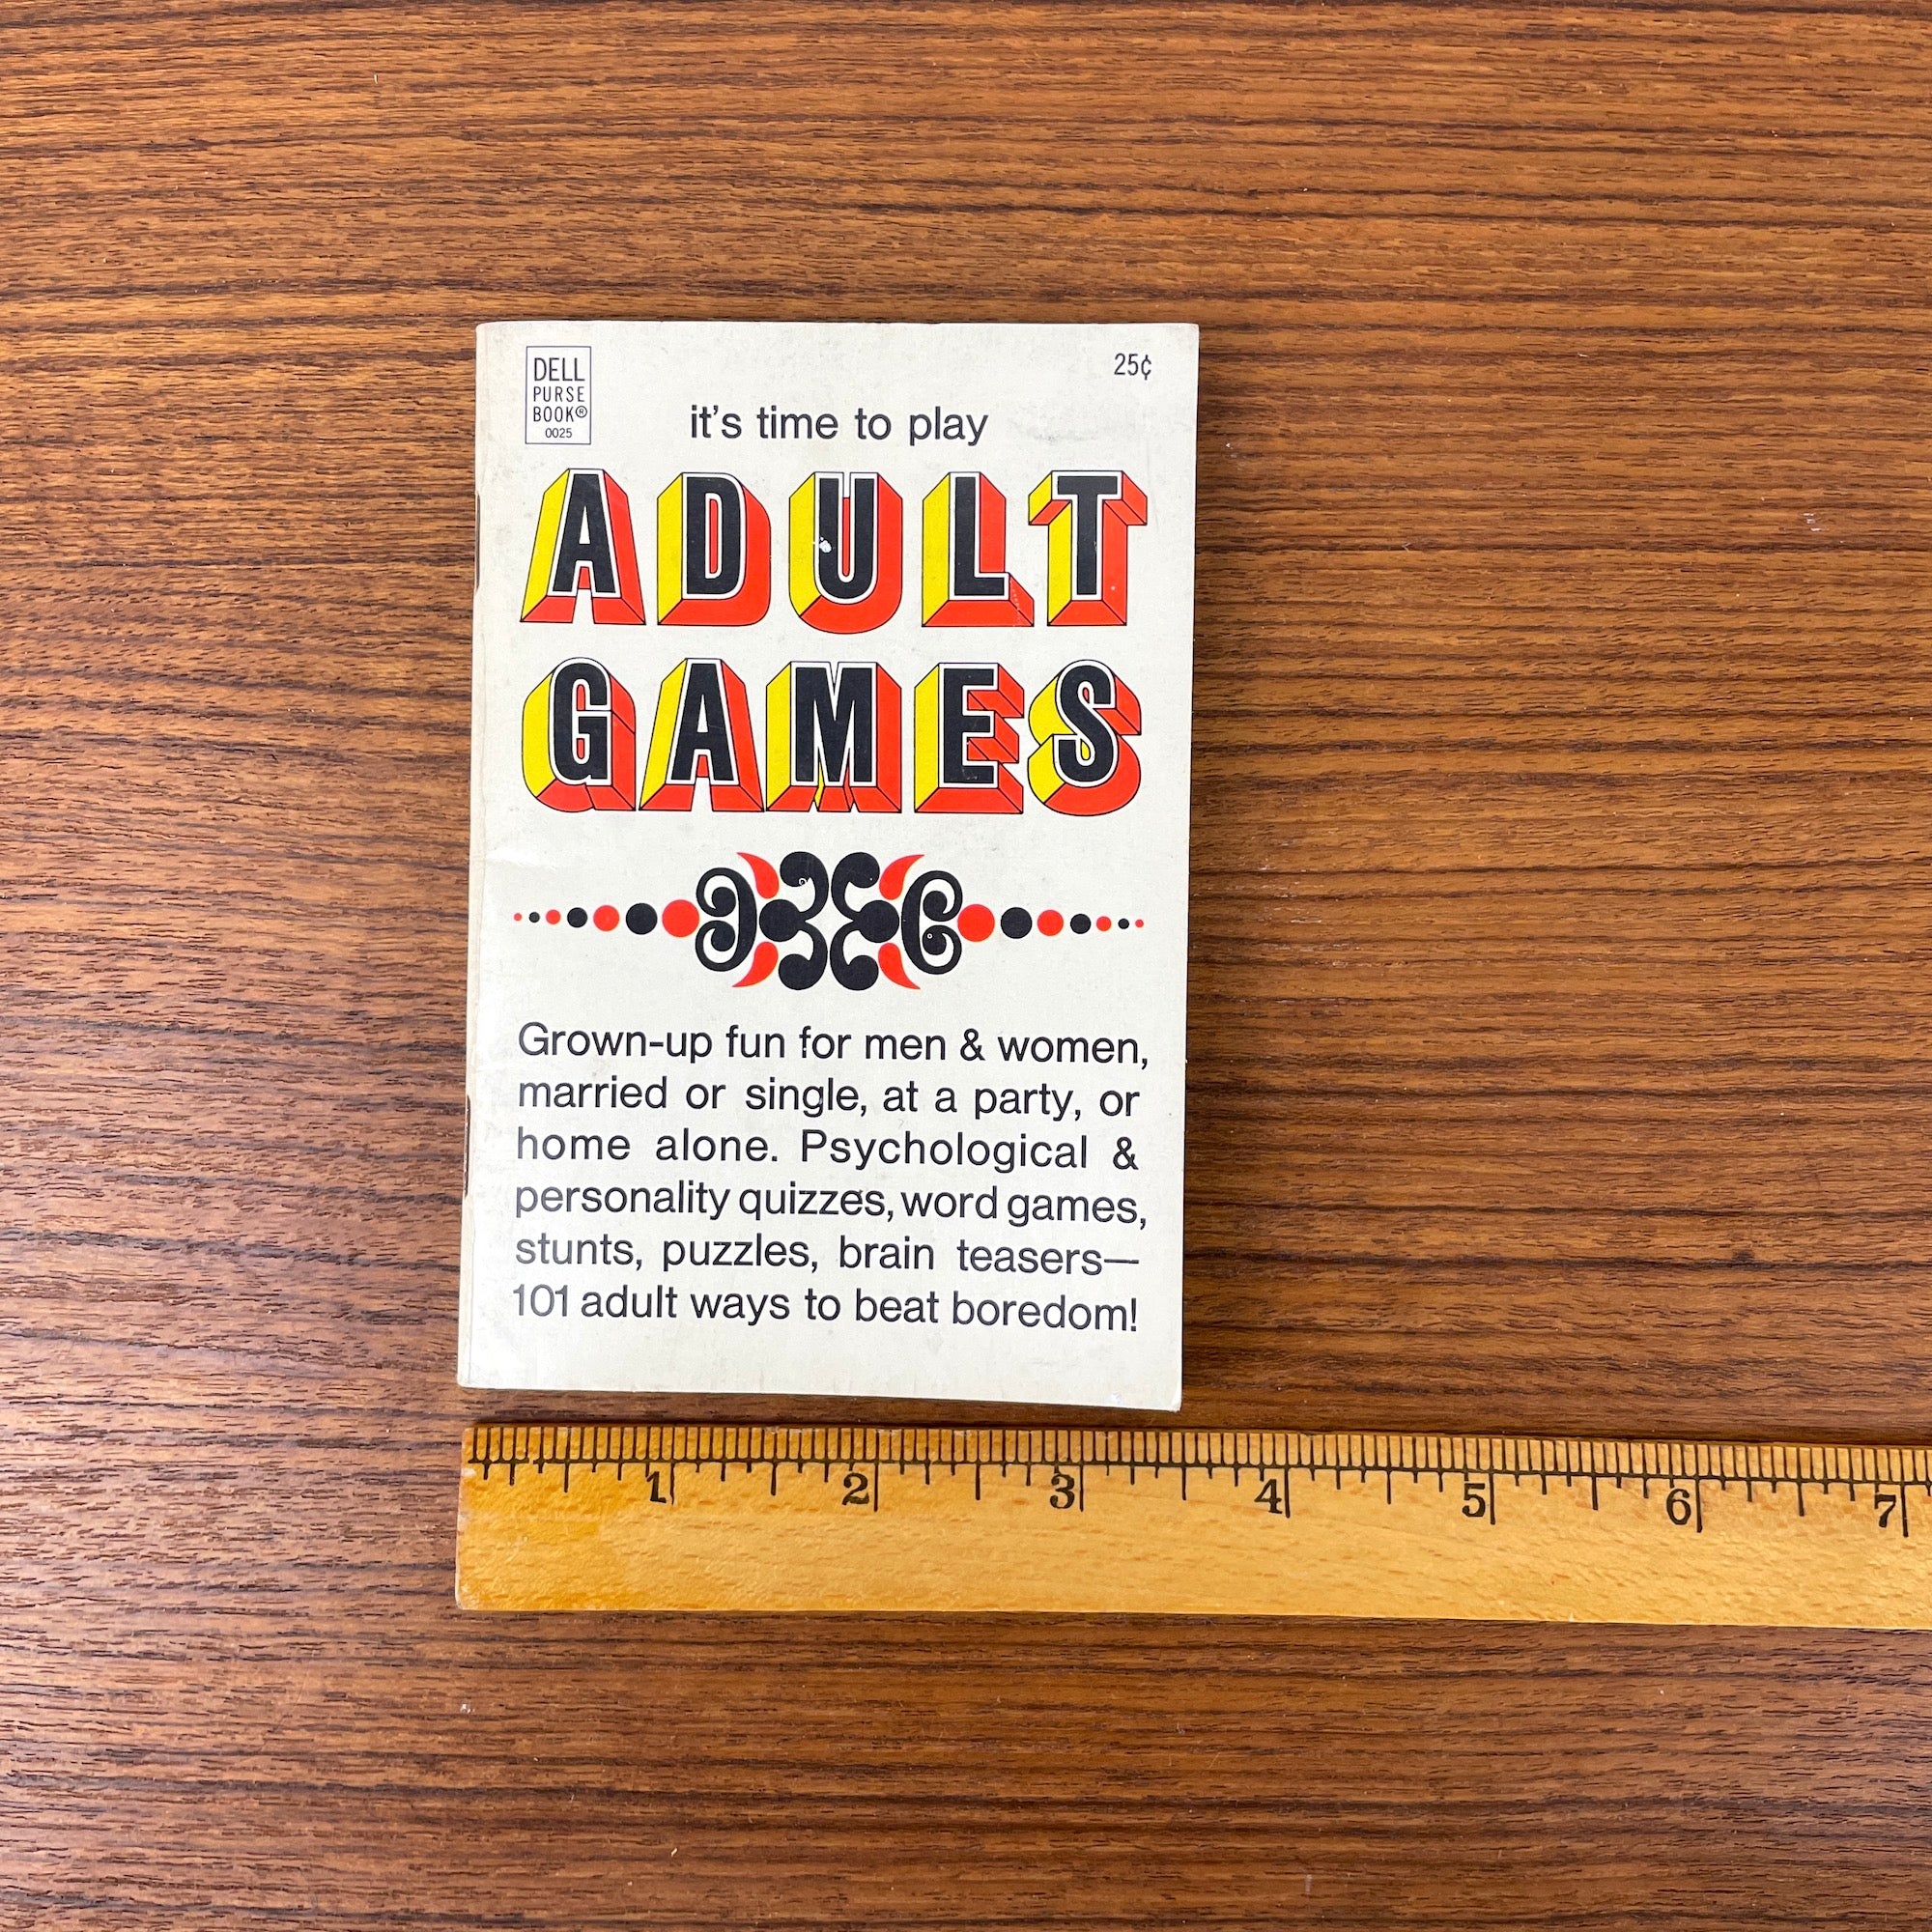 DELL
PURSE
BOOK®
0025
25¢
it's time to play
ADULT
GAMES
Grown-up fun for men & women,
married or single, at a party, or
home alone. Psychological &
personality quizzes, word games,
stunts, puzzles, brain teasers—
101 adult ways to beat boredom!
1 2 3 4 5 6 7